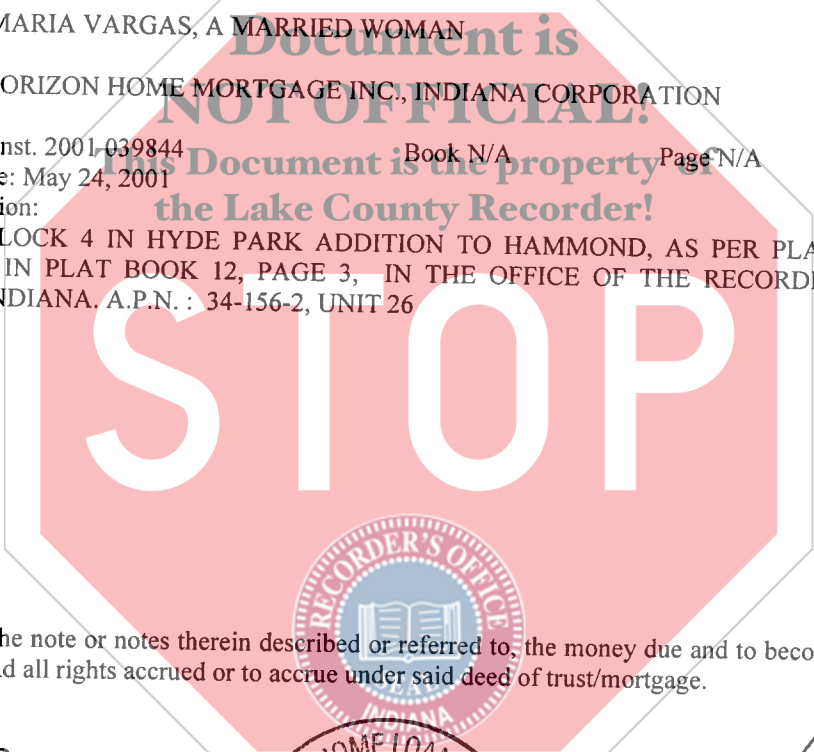 MARIA VARGAS, A MARRIED WOMAN
Document is
ORIZON HOME MORTGAGE INC., INDIANA CORPORATION
NOT OFFICIAL!
nst. 2001 039844 Book N/A Page N/A
This Document is the property of
e: May 24, 2001
ion:
the Lake County Recorder!
LOCK 4 IN HYDE PARK ADDITION TO HAMMOND, AS PER PLA
IN PLAT BOOK 12, PAGE 3, IN THE OFFICE OF THE RECORD
NDIANA. A.P.N. : 34-156-2, UNIT 26
STOP
RECORDER'S OFFICE
he note or notes therein described or referred to, the money due and to beco
d all rights accrued or to accrue under said deed of trust/mortgage.
SEAL
INDIANA
HOME LOAN